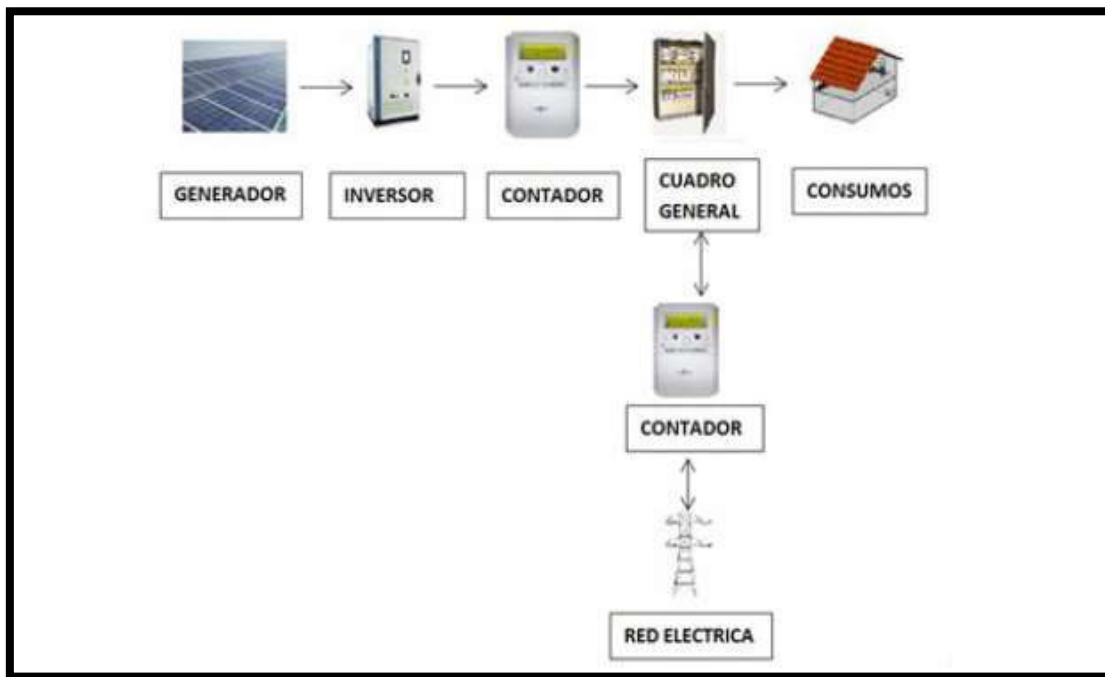 GENERADOR
INVERSOR
CONTADOR
CUADRO
GENERAL
CONSUMOS
CONTADOR
RED ELECTRICA